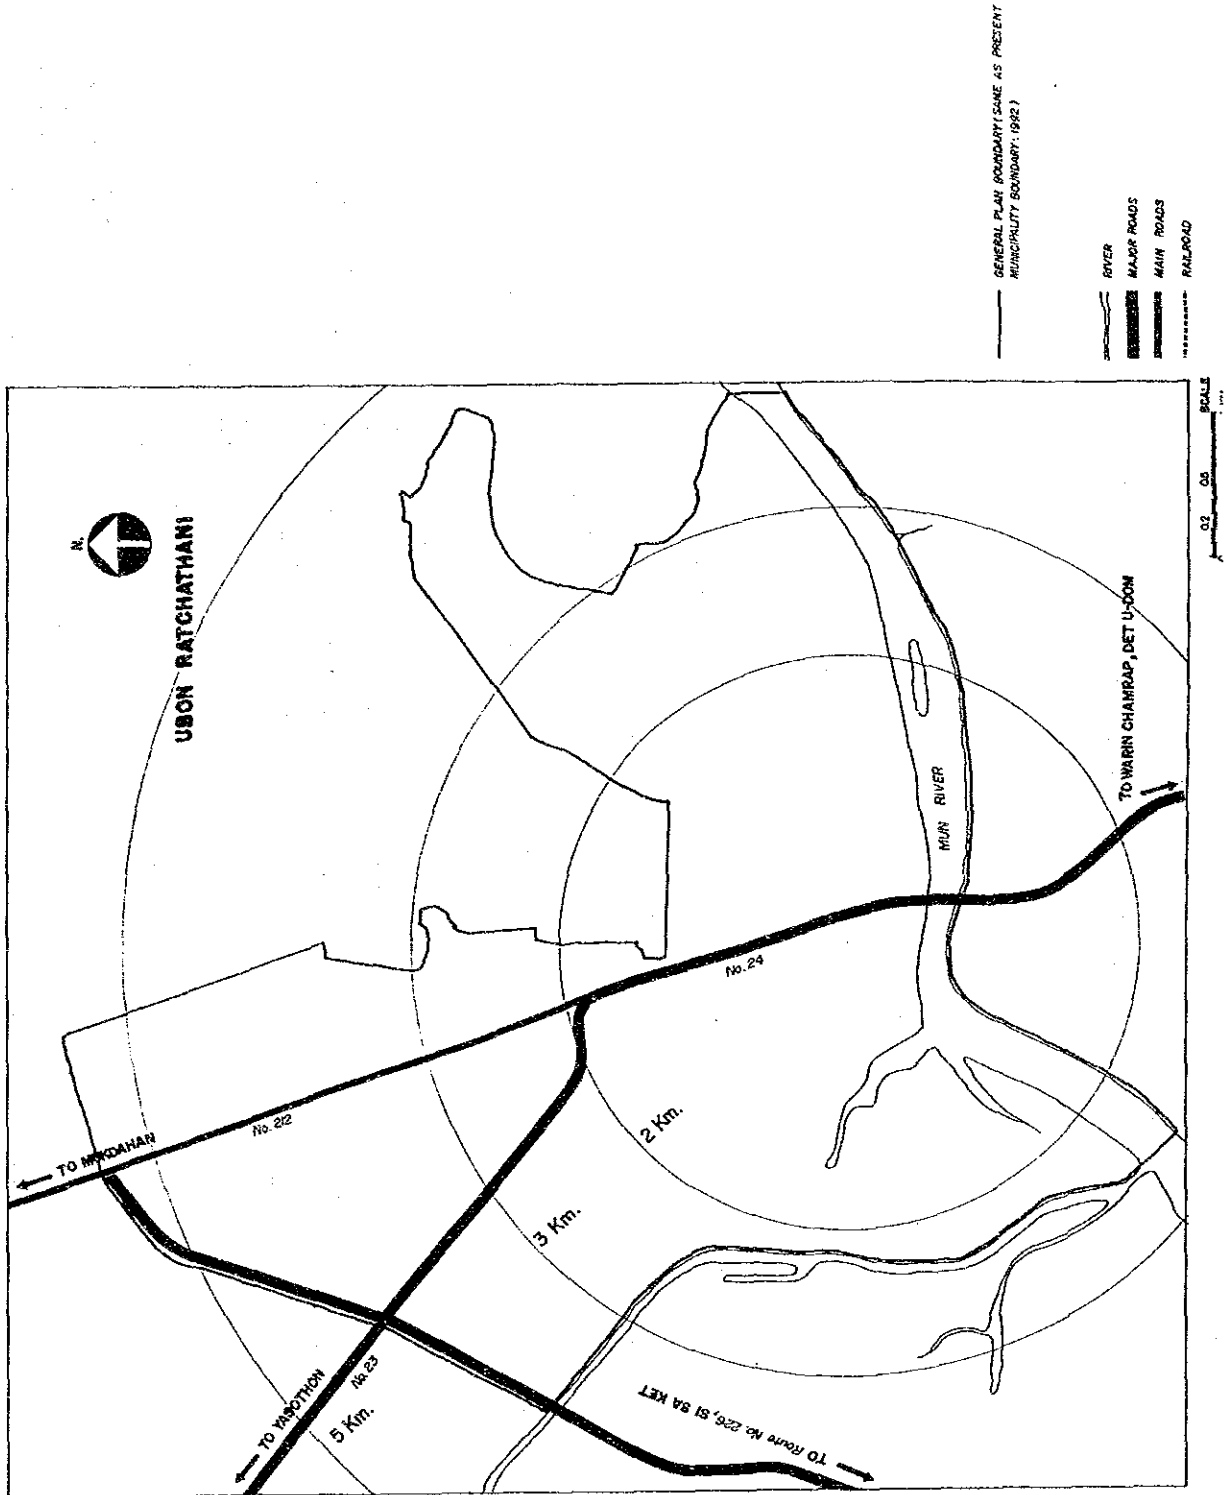 N.
UBON RATCHATHANI
TO MUKDAHAN
No. 212
TO YASOTHON
No. 23
5 Km.
3 Km.
2 Km.
No. 24
MUN RIVER
TO Route No. 226, SI SA KET
TO WARIN CHAMRAP, DET U-DOM
GENERAL PLAN BOUNDARY (SAME AS PRESENT
MUNICIPALITY BOUNDARY: 1992)
RIVER
MAJOR ROADS
MAIN ROADS
RAILROAD
SCALE
0.2 0.5